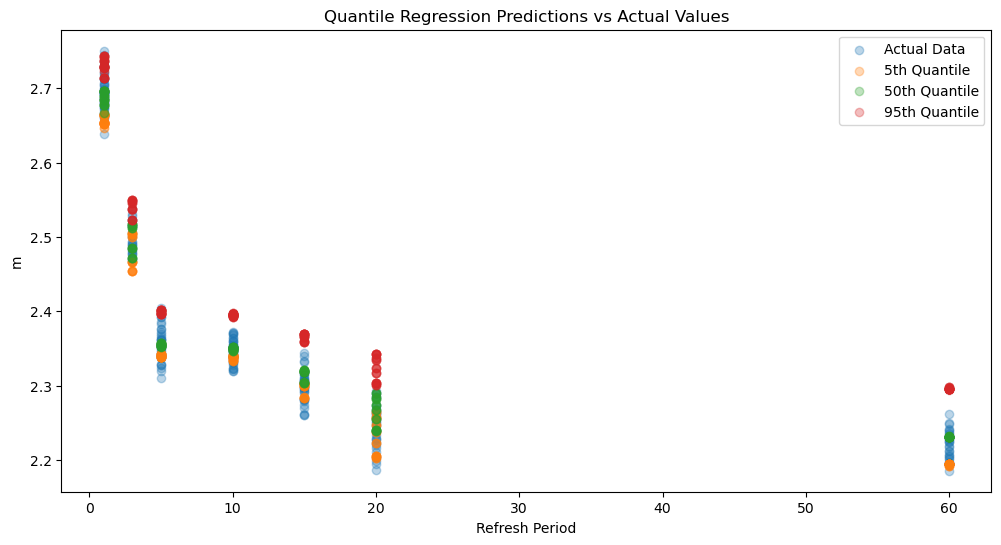 Quantile Regression Predictions vs Actual Values
Actual Data
5th Quantile
50th Quantile
95th Quantile
2.7
2.6
2.5
2.4
2.3
2.2
m
0
10
20
30
40
50
60
Refresh Period